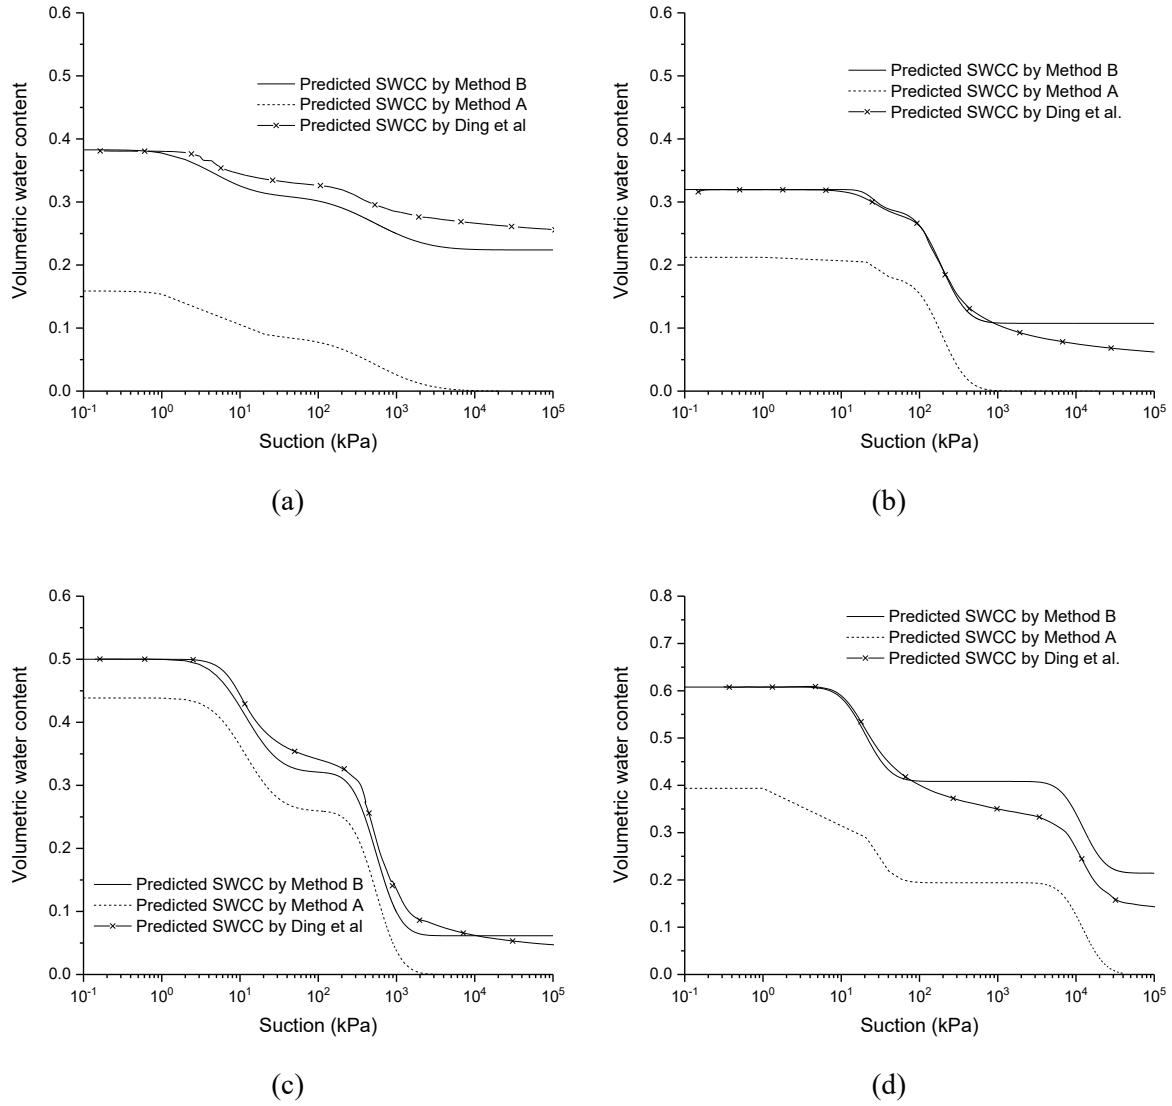 0.6
0.5
0.4
0.3
0.2
0.1
0.0
Volumetric water content
Predicted SWCC by Method B
Predicted SWCC by Method A
Predicted SWCC by Ding et al
10⁻¹ 10⁰ 10¹ 10² 10³ 10⁴ 10⁵
Suction (kPa)
(a)
0.6
0.5
0.4
0.3
0.2
0.1
0.0
Volumetric water content
Predicted SWCC by Method B
Predicted SWCC by Method A
Predicted SWCC by Ding et al.
10⁻¹ 10⁰ 10¹ 10² 10³ 10⁴ 10⁵
Suction (kPa)
(b)
0.6
0.5
0.4
0.3
0.2
0.1
0.0
Volumetric water content
Predicted SWCC by Method B
Predicted SWCC by Method A
Predicted SWCC by Ding et al
10⁻¹ 10⁰ 10¹ 10² 10³ 10⁴ 10⁵
Suction (kPa)
(c)
0.8
0.7
0.6
0.5
0.4
0.3
0.2
0.1
0.0
Volumetric water content
Predicted SWCC by Method B
Predicted SWCC by Method A
Predicted SWCC by Ding et al.
10⁻¹ 10⁰ 10¹ 10² 10³ 10⁴ 10⁵
Suction (kPa)
(d)